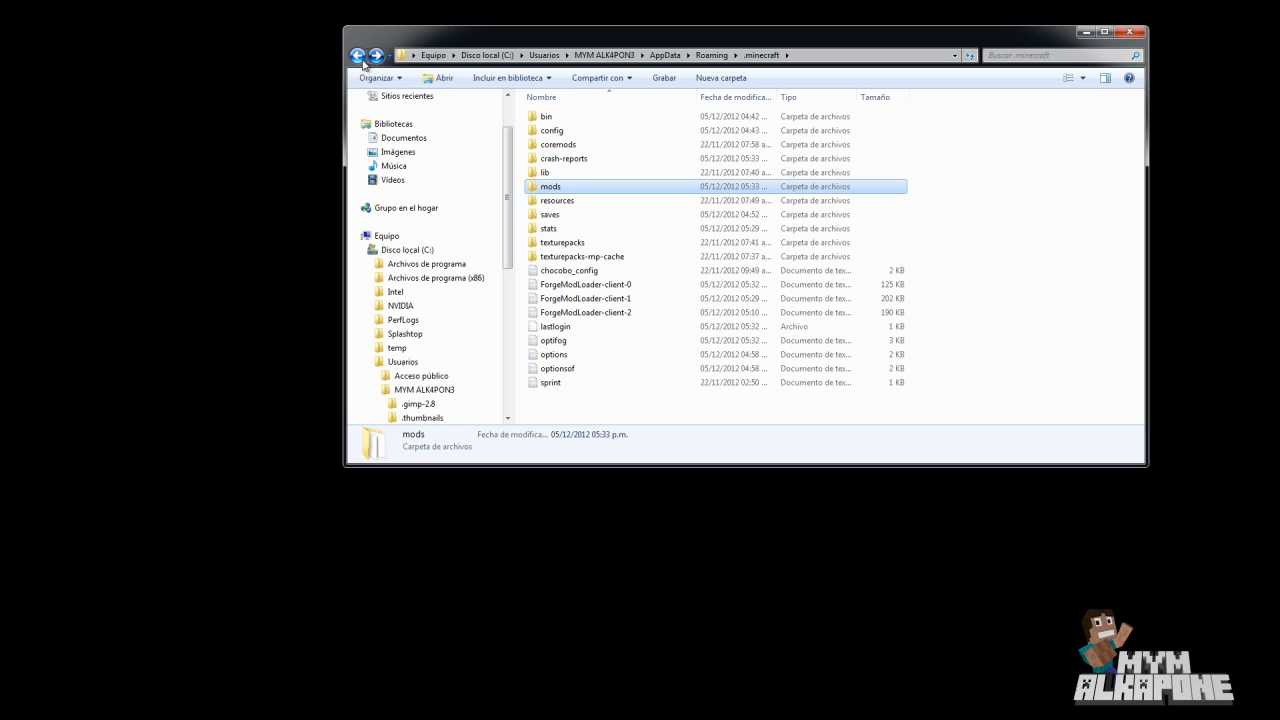 Equipo Disco local (C:) Usuarios MYM ALK4PON3 AppData Roaming .minecraft Buscar .minecraft
Organizar Abrir Incluir en biblioteca Compartir con Grabar Nueva carpeta
Sitios recientes
Bibliotecas
Documentos
Imágenes
Música
Vídeos
Grupo en el hogar
Equipo
Disco local (C:)
Archivos de programa
Archivos de programa (x86)
Intel
NVIDIA
PerfLogs
Splashtop
temp
Usuarios
Acceso público
MYM ALK4PON3
.gimp-2.8
.thumbnails
Nombre Fecha de modifica... Tipo Tamaño
bin 05/12/2012 04:42 ... Carpeta de archivos
config 05/12/2012 04:43 ... Carpeta de archivos
coremods 22/11/2012 07:58 a... Carpeta de archivos
crash-reports 05/12/2012 05:33 ... Carpeta de archivos
lib 22/11/2012 07:40 a... Carpeta de archivos
mods 05/12/2012 05:33 ... Carpeta de archivos
resources 22/11/2012 07:49 a... Carpeta de archivos
saves 05/12/2012 04:52 ... Carpeta de archivos
stats 05/12/2012 05:29 ... Carpeta de archivos
texturepacks 22/11/2012 07:41 a... Carpeta de archivos
texturepacks-mp-cache 22/11/2012 07:37 a... Carpeta de archivos
chocobo_config 22/11/2012 09:49 a... Documento de tex... 2 KB
ForgeModLoader-client-0 05/12/2012 05:32 ... Documento de tex... 125 KB
ForgeModLoader-client-1 05/12/2012 05:29 ... Documento de tex... 202 KB
ForgeModLoader-client-2 05/12/2012 05:10 ... Documento de tex... 190 KB
lastlogin 05/12/2012 05:32 ... Archivo 1 KB
optifog 05/12/2012 05:32 ... Documento de tex... 3 KB
options 05/12/2012 04:58 ... Documento de tex... 2 KB
optionsof 05/12/2012 04:58 ... Documento de tex... 2 KB
sprint 22/11/2012 02:50 ... Documento de tex... 1 KB
mods Fecha de modifica... 05/12/2012 05:33 p.m.
Carpeta de archivos
MYM
ALKAPONE